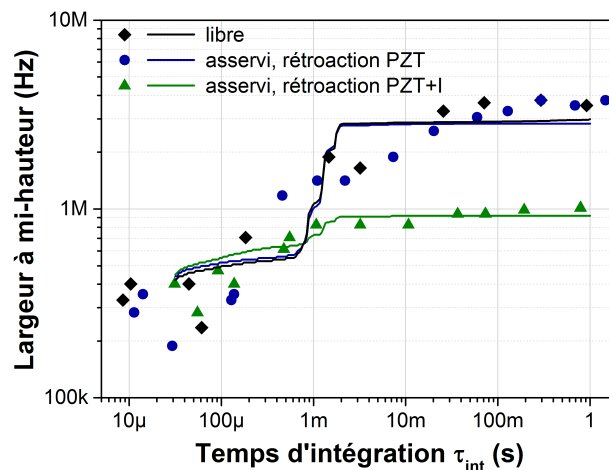 10M
1M
100k
Largeur à mi-hauteur (Hz)
libre
asservi, rétroaction PZT
asservi, rétroaction PZT+I
10µ
100µ
1m
10m
100m
1
Temps d'intégration τint (s)